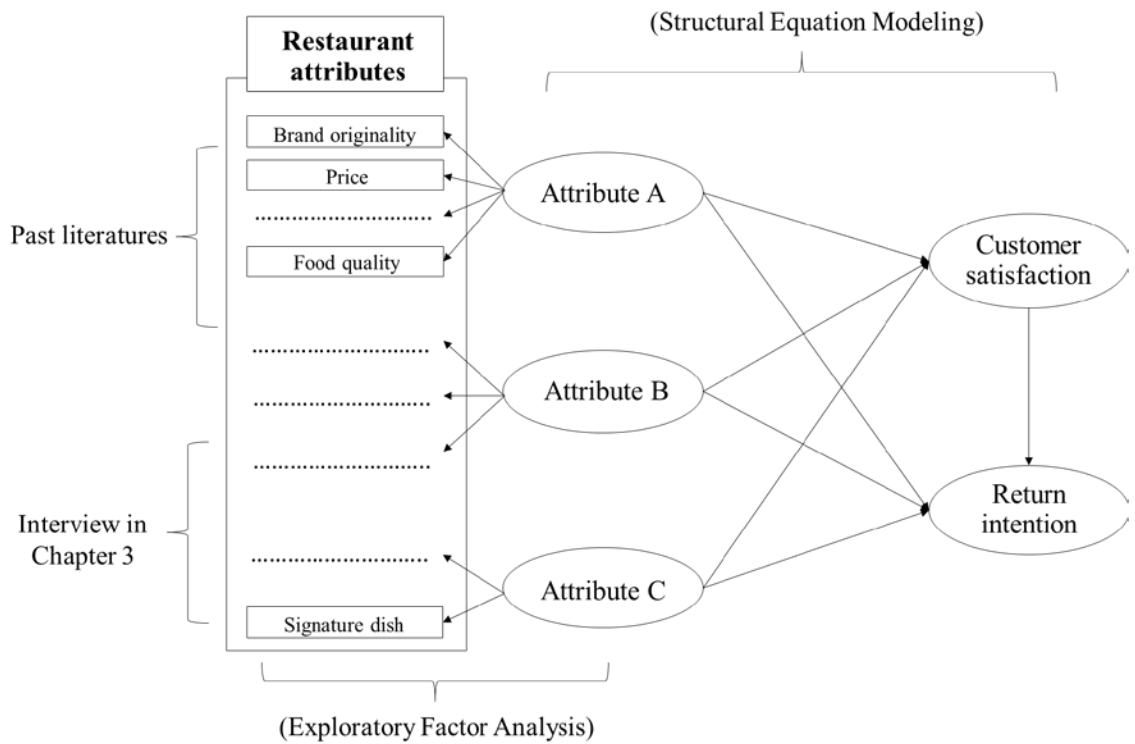 (Structural Equation Modeling)
Restaurant
attributes
Brand originality
Price
................................
Food quality
Past literatures
................................
................................
................................
Interview in
Chapter 3
................................
Signature dish
Attribute A
Attribute B
Attribute C
Customer
satisfaction
Return
intention
(Exploratory Factor Analysis)